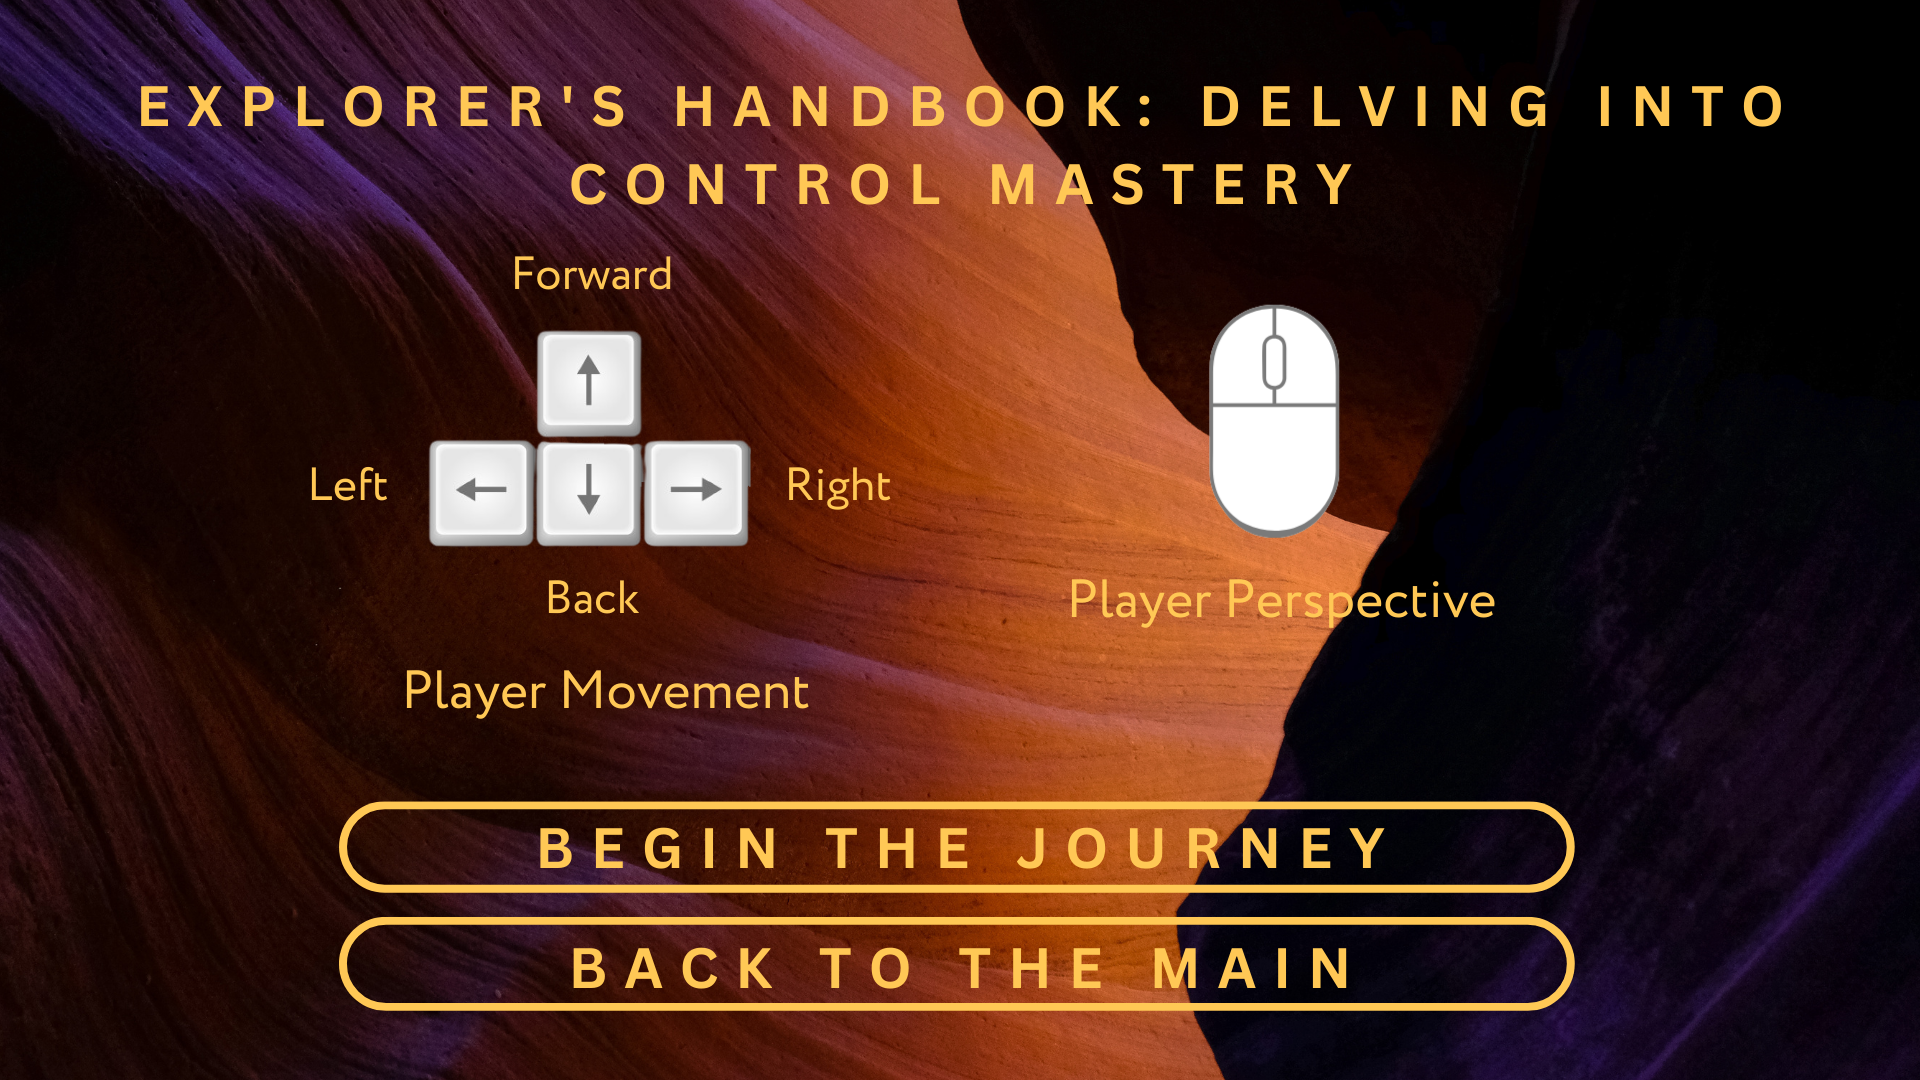 EXPLORER'S HANDBOOK: DELVING INTO
CONTROL MASTERY
Forward
Left
Right
Back
Player Movement
Player Perspective
BEGIN THE JOURNEY
BACK TO THE MAIN